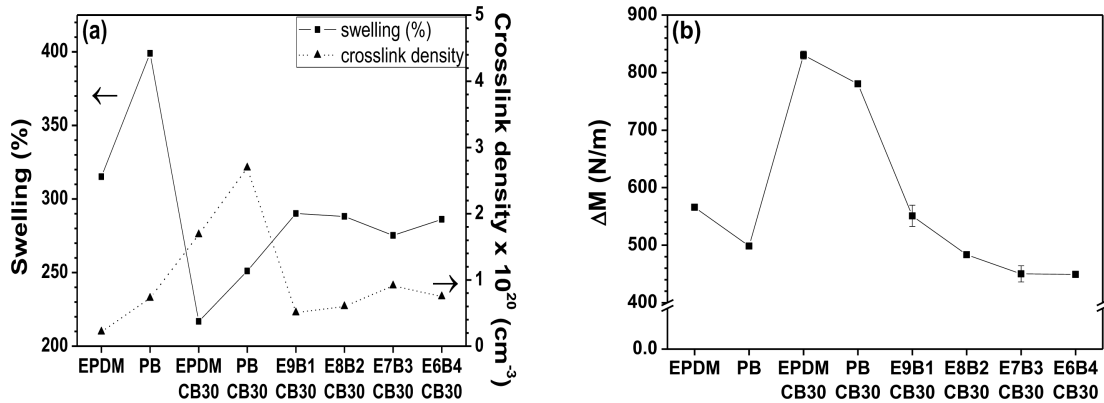 (a)
swelling (%)
crosslink density
Swelling (%)
400
350
300
250
200
5
4
3
2
1
0
Crosslink density x 10^20 (cm^-3)
EPDM PB EPDM PB E9B1 E8B2 E7B3 E6B4
CB30 CB30 CB30 CB30 CB30 CB30
(b)
ΔM (N/m)
900
800
700
600
500
400
0.0
EPDM PB EPDM PB E9B1 E8B2 E7B3 E6B4
CB30 CB30 CB30 CB30 CB30 CB30